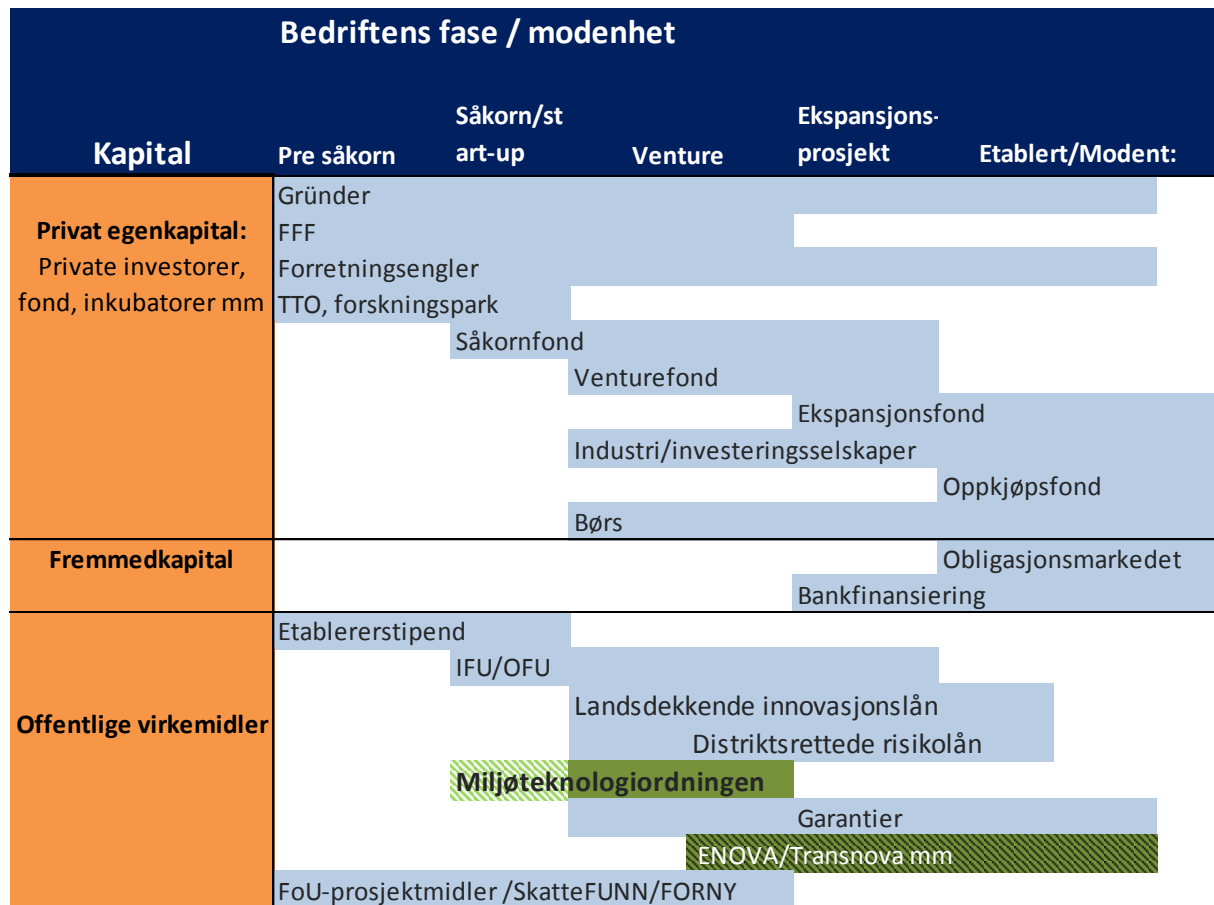 Bedriftens fase / modenhet
Kapital
Pre såkorn
Såkorn/st
art-up
Venture
Ekspansjons-
prosjekt
Etablert/Modent:
Privat egenkapital:
Private investorer,
fond, inkubatorer mm
Gründer
FFF
Forretningsengler
TTO, forskningspark
Såkornfond
Venturefond
Ekspansjonsfond
Industri/investeringsselskaper
Oppkjøpsfond
Børs
Fremmedkapital
Obligasjonsmarkedet
Bankfinansiering
Offentlige virkemidler
Etablererstipend
IFU/OFU
Landsdekkende innovasjonslån
Distriktsrettede risikolån
Miljøteknologiordningen
Garantier
ENOVA/Transnova mm
FoU-prosjektmidler /SkatteFUNN/FORNY